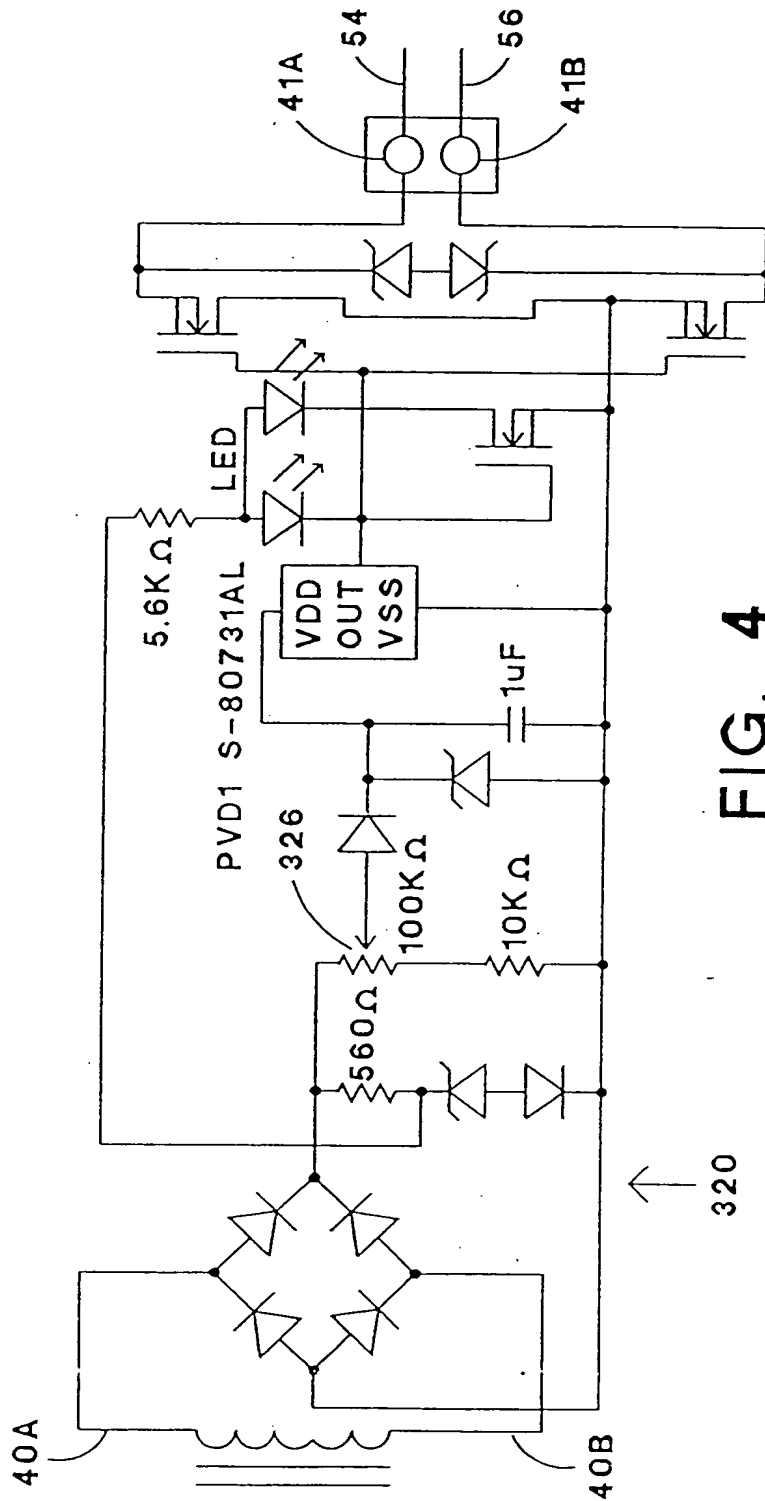 40A
40B
320
560Ω
326
100KΩ
10KΩ
PVD1 S-80731AL
1uF
VDD
OUT
VSS
5.6KΩ
LED
41A
54
56
41B
FIG. 4